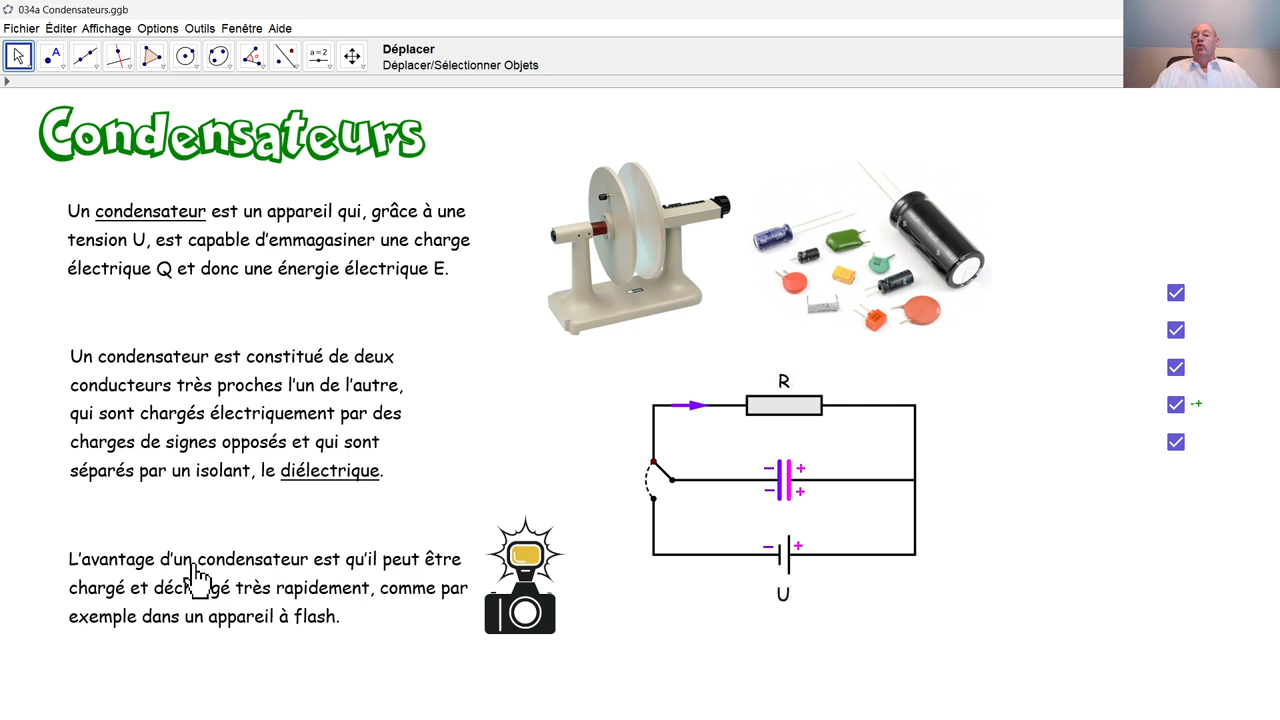 034a Condensateurs.ggb
Fichier Éditer Affichage Options Outils Fenêtre Aide
A
a=2
Déplacer
Déplacer/Sélectionner Objets
Condensateurs
Un condensateur est un appareil qui, grâce à une
tension U, est capable d'emmagasiner une charge
électrique Q et donc une énergie électrique E.
Un condensateur est constitué de deux
conducteurs très proches l'un de l'autre,
qui sont chargés électriquement par des
charges de signes opposés et qui sont
séparés par un isolant, le diélectrique.
L'avantage d'un condensateur est qu'il peut être
chargé et déchargé très rapidement, comme par
exemple dans un appareil à flash.
R
− +
− +
− +
U
-+